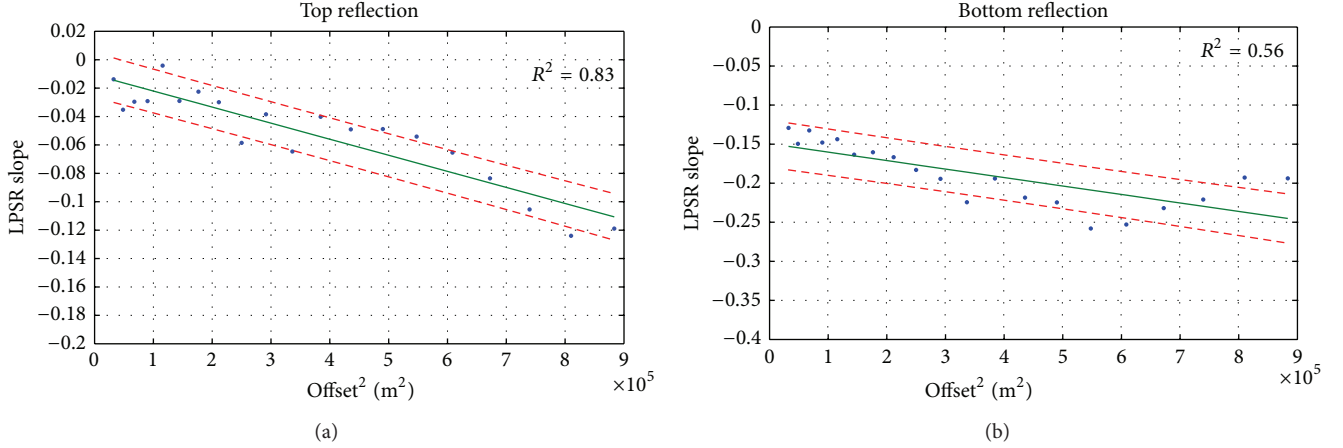 Top reflection
R² = 0.83
0.02
0
−0.02
−0.04
−0.06
−0.08
−0.1
−0.12
−0.14
−0.16
−0.18
−0.2
LPSR slope
0 1 2 3 4 5 6 7 8 9
×10⁵
Offset² (m²)
(a)
Bottom reflection
R² = 0.56
−0
−0.05
−0.1
−0.15
−0.2
−0.25
−0.3
−0.35
−0.4
LPSR slope
0 1 2 3 4 5 6 7 8 9
×10⁵
Offset² (m²)
(b)